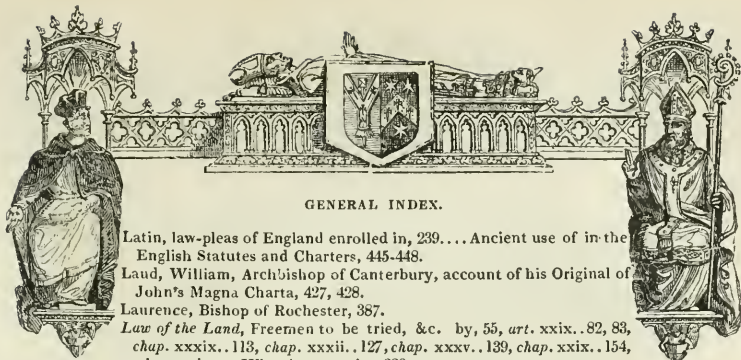 GENERAL INDEX.
Latin, law-pleas of England enrolled in, 239.... Ancient use of in the
English Statutes and Charters, 445-448.
Laud, William, Archbishop of Canterbury, account of his Original of
John's Magna Charta, 427, 428.
Laurence, Bishop of Rochester, 387.
Law of the Land, Freemen to be tried, &c. by, 55, art. xxix..82, 83,
chap. xxxix..113, chap. xxxii..127, chap. xxxv..139, chap. xxix..154,